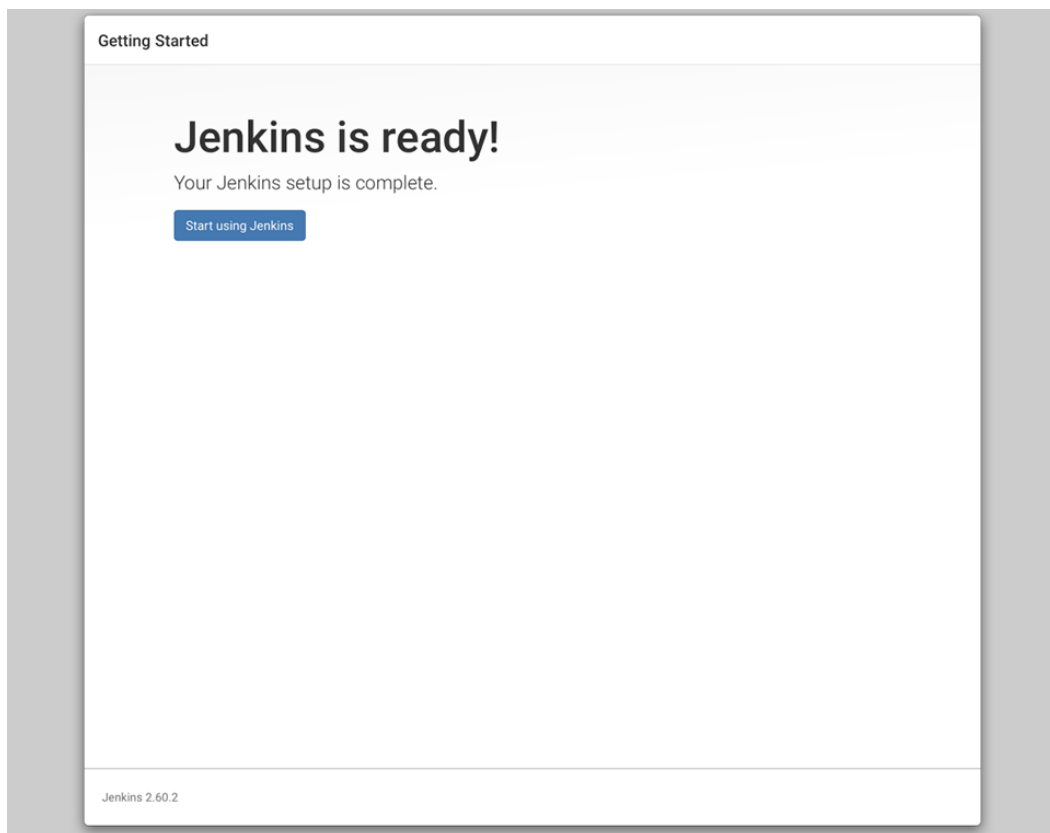 Getting Started
Jenkins is ready!
Your Jenkins setup is complete.
Start using Jenkins
Jenkins 2.60.2